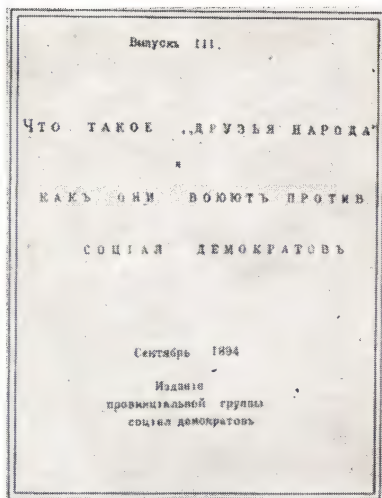 Выпускъ III.
ЧТО ТАКОЕ „ДРУЗЬЯ НАРОДА"
и
КАКЪ ОНИ ВОЮЮТЪ ПРОТИВ
СОЦІАЛ ДЕМОКРАТОВЪ
Сентябрь 1894
Изданіе
провинціальной группы
соціал демократовъ